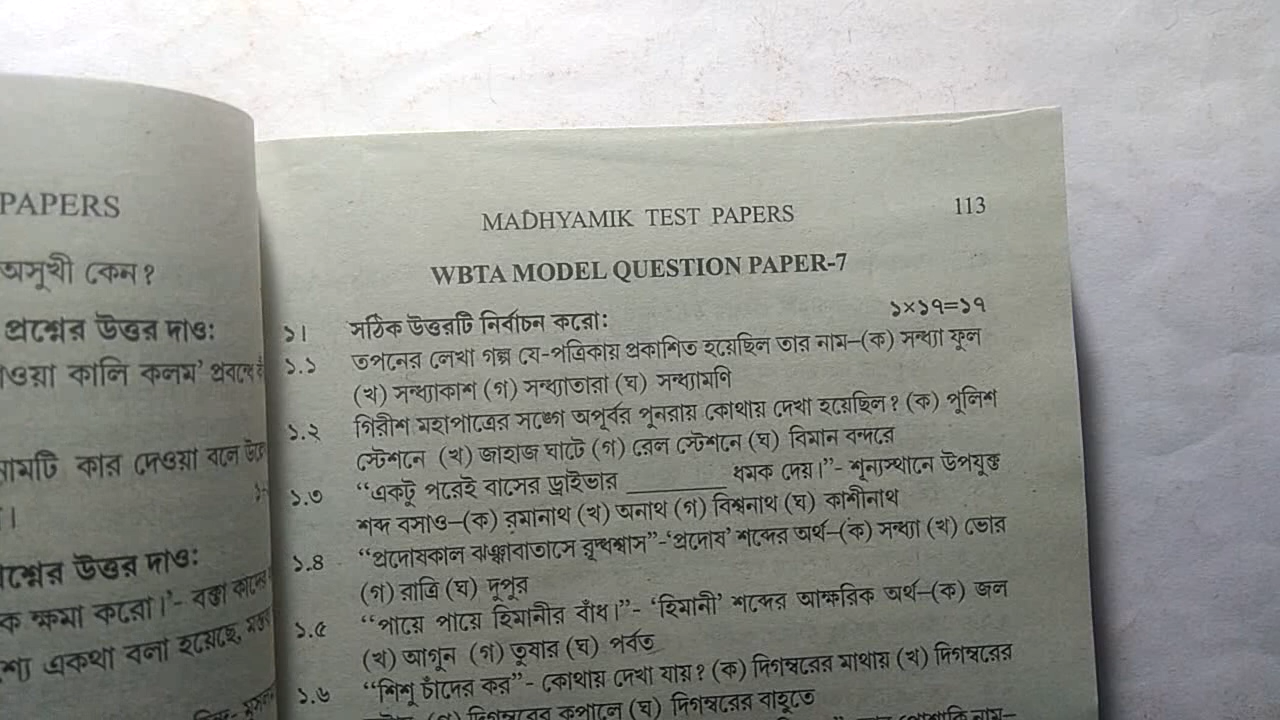 PAPERS
অসুখী কেন?
প্রশ্নের উত্তর দাও:
কালি কলম' প্রবন্ধে
নামটি কার দেওয়া বলে
উত্তর দাও:
ক্ষমা করো।'- বক্তা
একথা বলা হয়েছে,
MADHYAMIK TEST PAPERS 113
WBTA MODEL QUESTION PAPER-7
১। সঠিক উত্তরটি নির্বাচন করো: ১×১৭=১৭
১.১ তপনের লেখা গল্প যে-পত্রিকায় প্রকাশিত হয়েছিল তার নাম–(ক) সন্ধ্যা ফুল
(খ) সন্ধ্যাকাশ (গ) সন্ধ্যাতারা (ঘ) সন্ধ্যামণি
১.২ গিরীশ মহাপাত্রের সঙ্গে অপূর্বর পুনরায় কোথায় দেখা হয়েছিল? (ক) পুলিশ
স্টেশনে (খ) জাহাজ ঘাটে (গ) রেল স্টেশনে (ঘ) বিমান বন্দরে
১.৩ “একটু পরেই বাসের ড্রাইভার ________ ধমক দেয়।”- শূন্যস্থানে উপযুক্ত
শব্দ বসাও–(ক) রমানাথ (খ) অনাথ (গ) বিশ্বনাথ (ঘ) কাশীনাথ
১.৪ “প্রদোষকাল ঝঞ্ঝাবাতাসে রুদ্ধশ্বাস”-‘প্রদোষ’ শব্দের অর্থ–(ক) সন্ধ্যা (খ) ভোর
(গ) রাত্রি (ঘ) দুপুর
১.৫ “পায়ে পায়ে হিমানীর বাঁধ।”- ‘হিমানী’ শব্দের আক্ষরিক অর্থ–(ক) জল
(খ) আগুন (গ) তুষার (ঘ) পর্বত
১.৬ “শিশু চাঁদের কর”- কোথায় দেখা যায়? (ক) দিগম্বরের মাথায় (খ) দিগম্বরের
(গ) দিগম্বরের কপালে (ঘ) দিগম্বরের বাহুতে